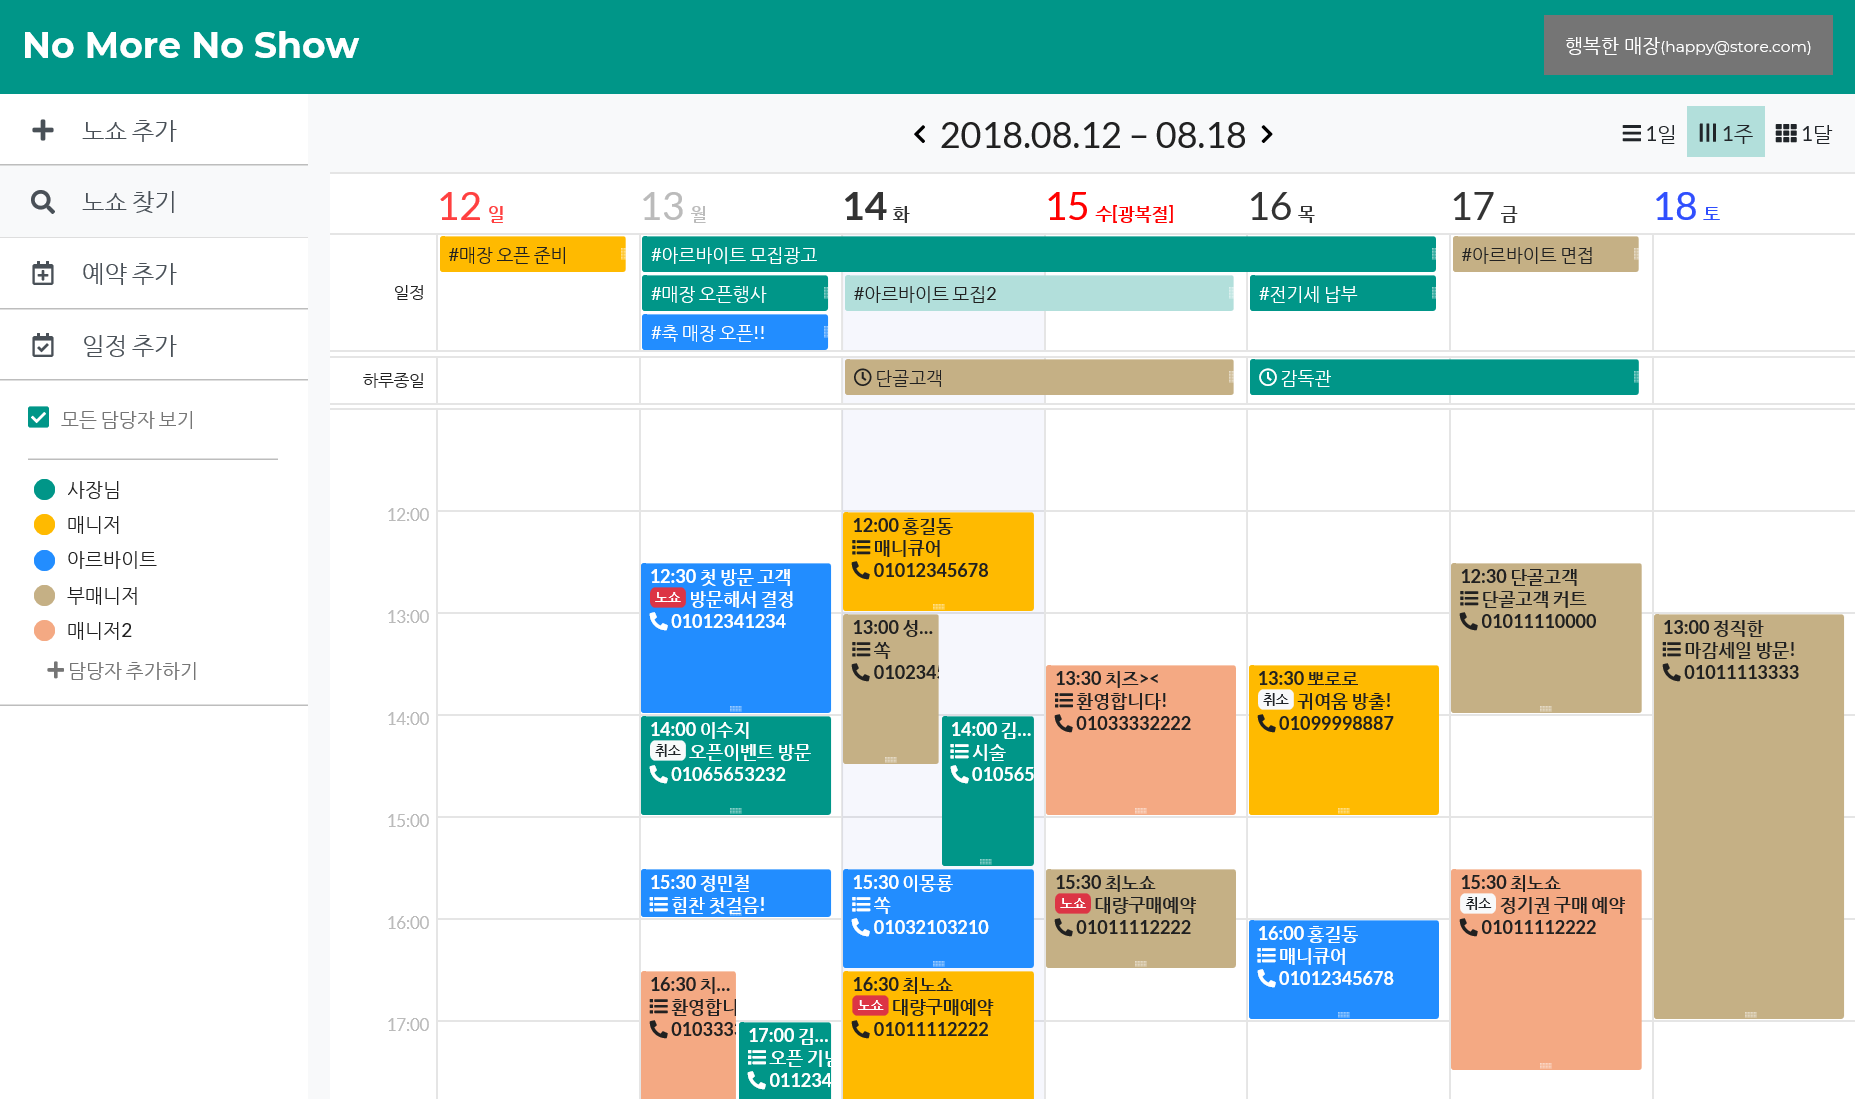 No More No Show
행복한 매장(happy@store.com)
노쇼 추가
노쇼 찾기
예약 추가
일정 추가
모든 담당자 보기
사장님
매니저
아르바이트
부매니저
매니저2
담당자 추가하기
2018.08.12 – 08.18
1일
1주
1달
12 일
13 월
14 화
15 수[광복절]
16 목
17 금
18 토
일정
#매장 오픈 준비
#아르바이트 모집광고
#아르바이트 면접
#매장 오픈행사
#아르바이트 모집2
#전기세 납부
#축 매장 오픈!!
하루종일
단골고객
감독관
12:00
13:00
14:00
15:00
16:00
17:00
12:30 첫 방문 고객
노쇼 방문해서 결정
01012341234
14:00 이수지
취소 오픈이벤트 방문
01065653232
15:30 정민철
힘찬 첫걸음!
16:30 치...
환영합니
010333
17:00 김...
오픈 기념
011234
12:00 홍길동
매니큐어
01012345678
13:00 성...
쏙
010234
14:00 김...
시술
010565
15:30 이몽룡
쏙
01032103210
16:30 최노쇼
노쇼 대량구매예약
01011112222
13:30 치즈><
환영합니다!
01033332222
15:30 최노쇼
노쇼 대량구매예약
01011112222
13:30 뽀로로
취소 귀여움 방출!
01099998887
16:00 홍길동
매니큐어
01012345678
12:30 단골고객
단골고객 커트
01011110000
15:30 최노쇼
취소 정기권 구매 예약
01011112222
13:00 정직한
마감세일 방문!
01011113333